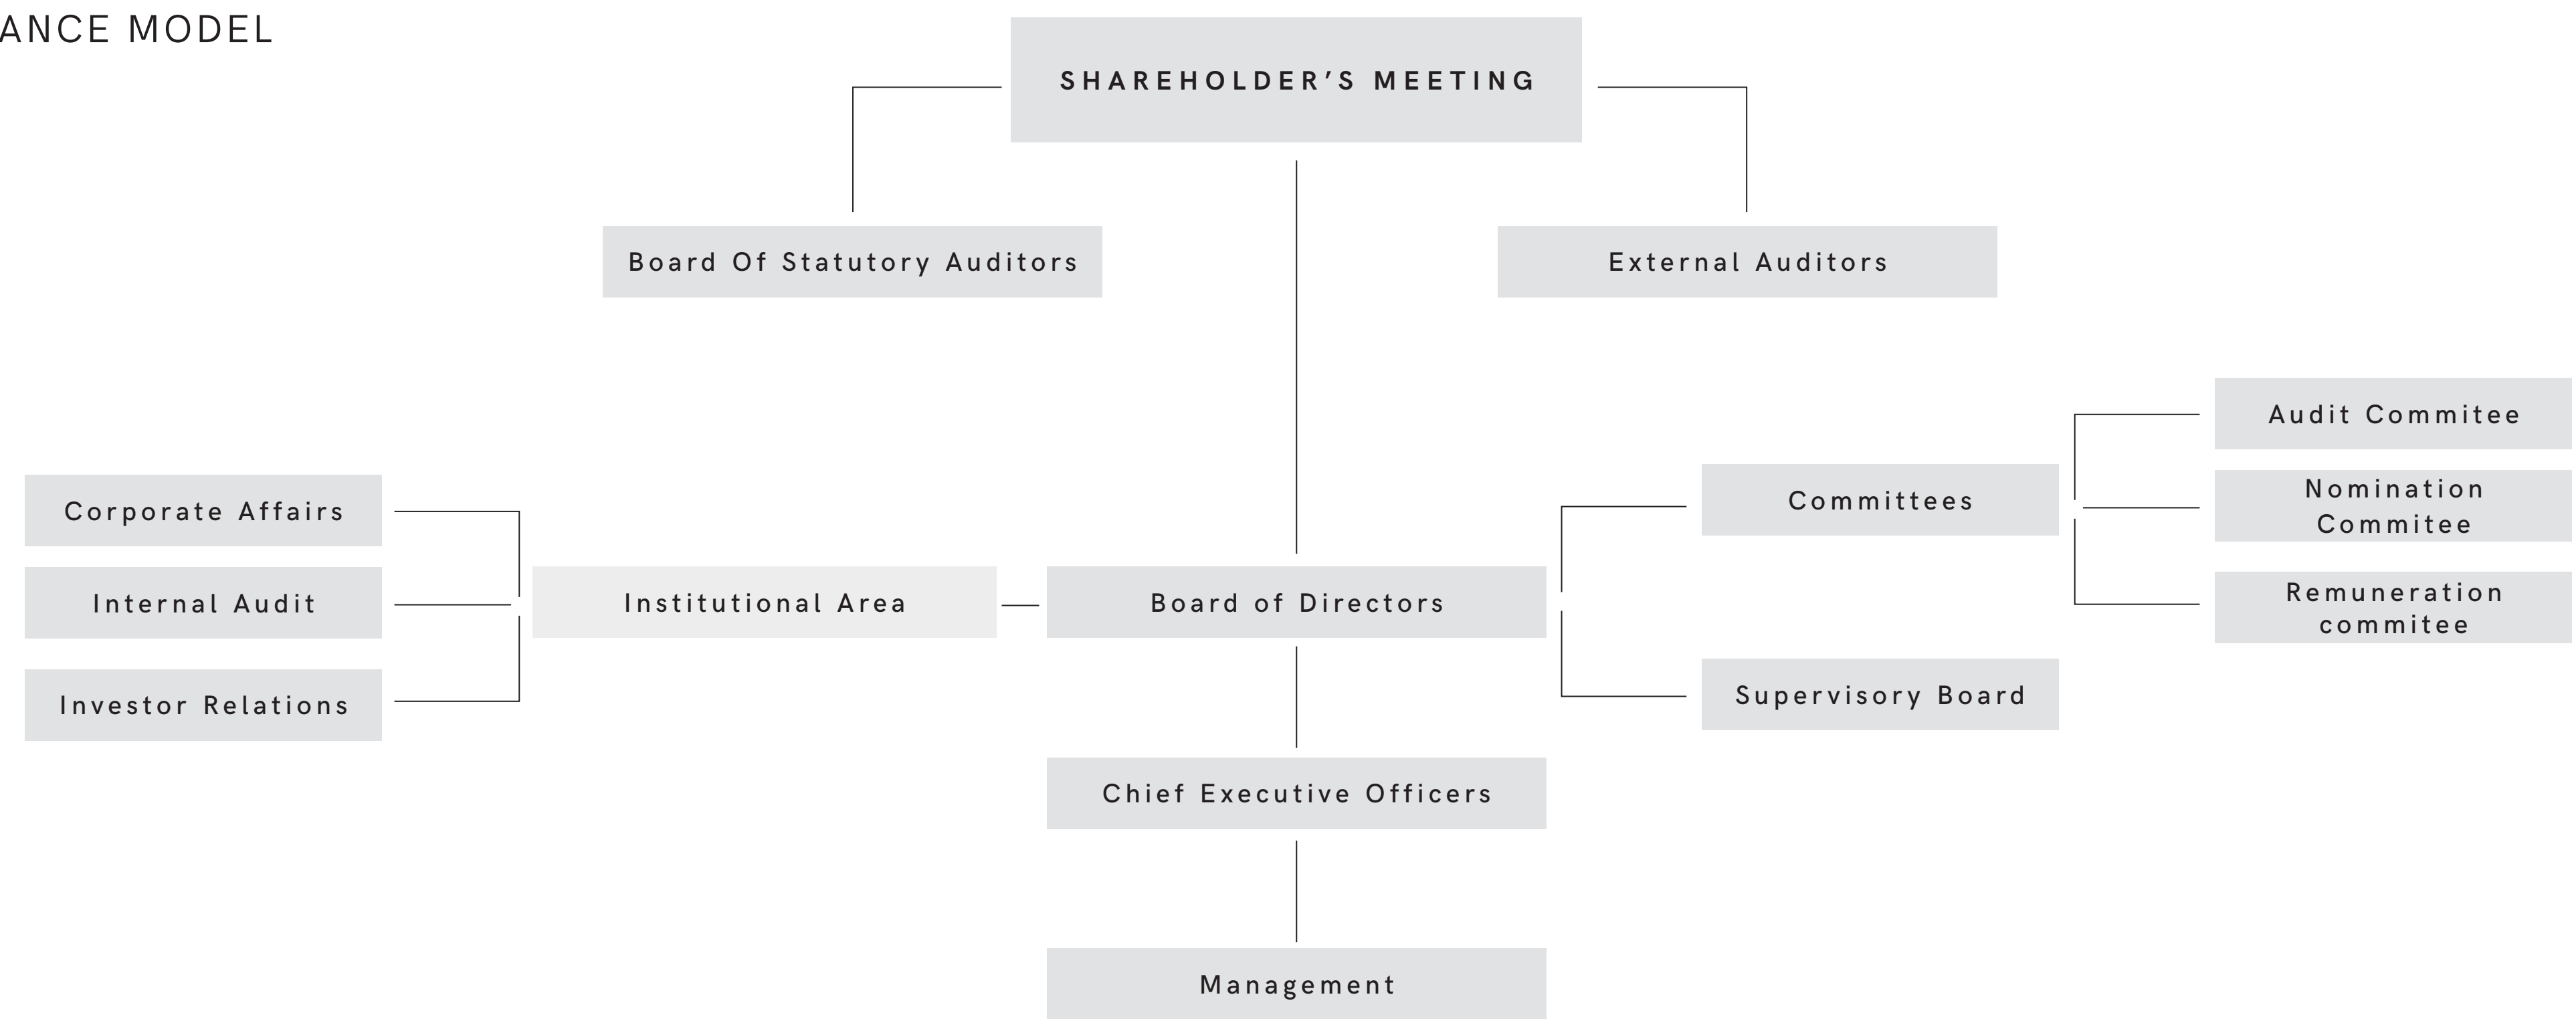 ANCE MODEL
SHAREHOLDER’S MEETING
Board Of Statutory Auditors
External Auditors
Audit Commitee
Nomination
Commitee
Remuneration
commitee
Committees
Supervisory Board
Corporate Affairs
Internal Audit
Investor Relations
Institutional Area
Board of Directors
Chief Executive Officers
Management